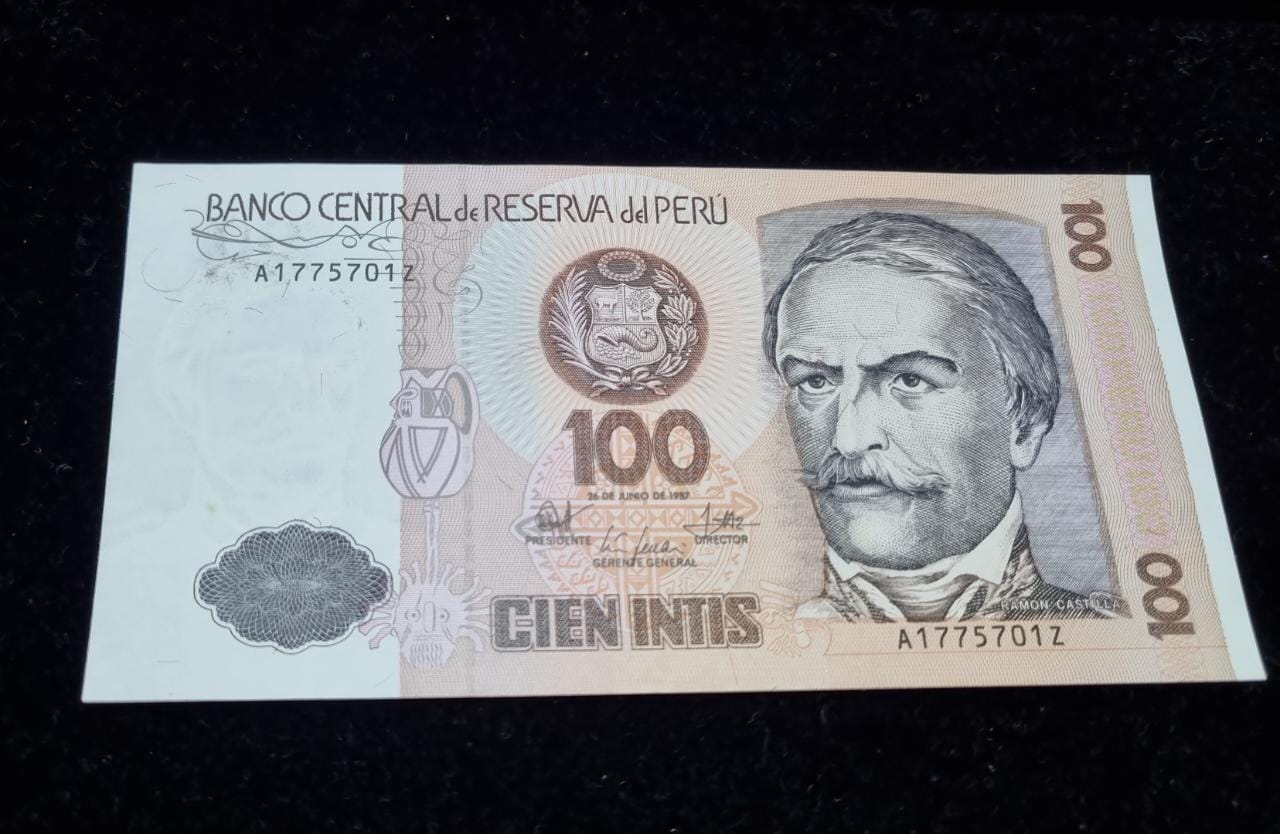 BANCO CENTRAL de RESERVA del PERÚ
A1775701Z
100
100
26 DE JUNIO DE 1987
PRESIDENTE
DIRECTOR
GERENTE GENERAL
CIEN INTIS
RAMON CASTILLA
A1775701Z
100